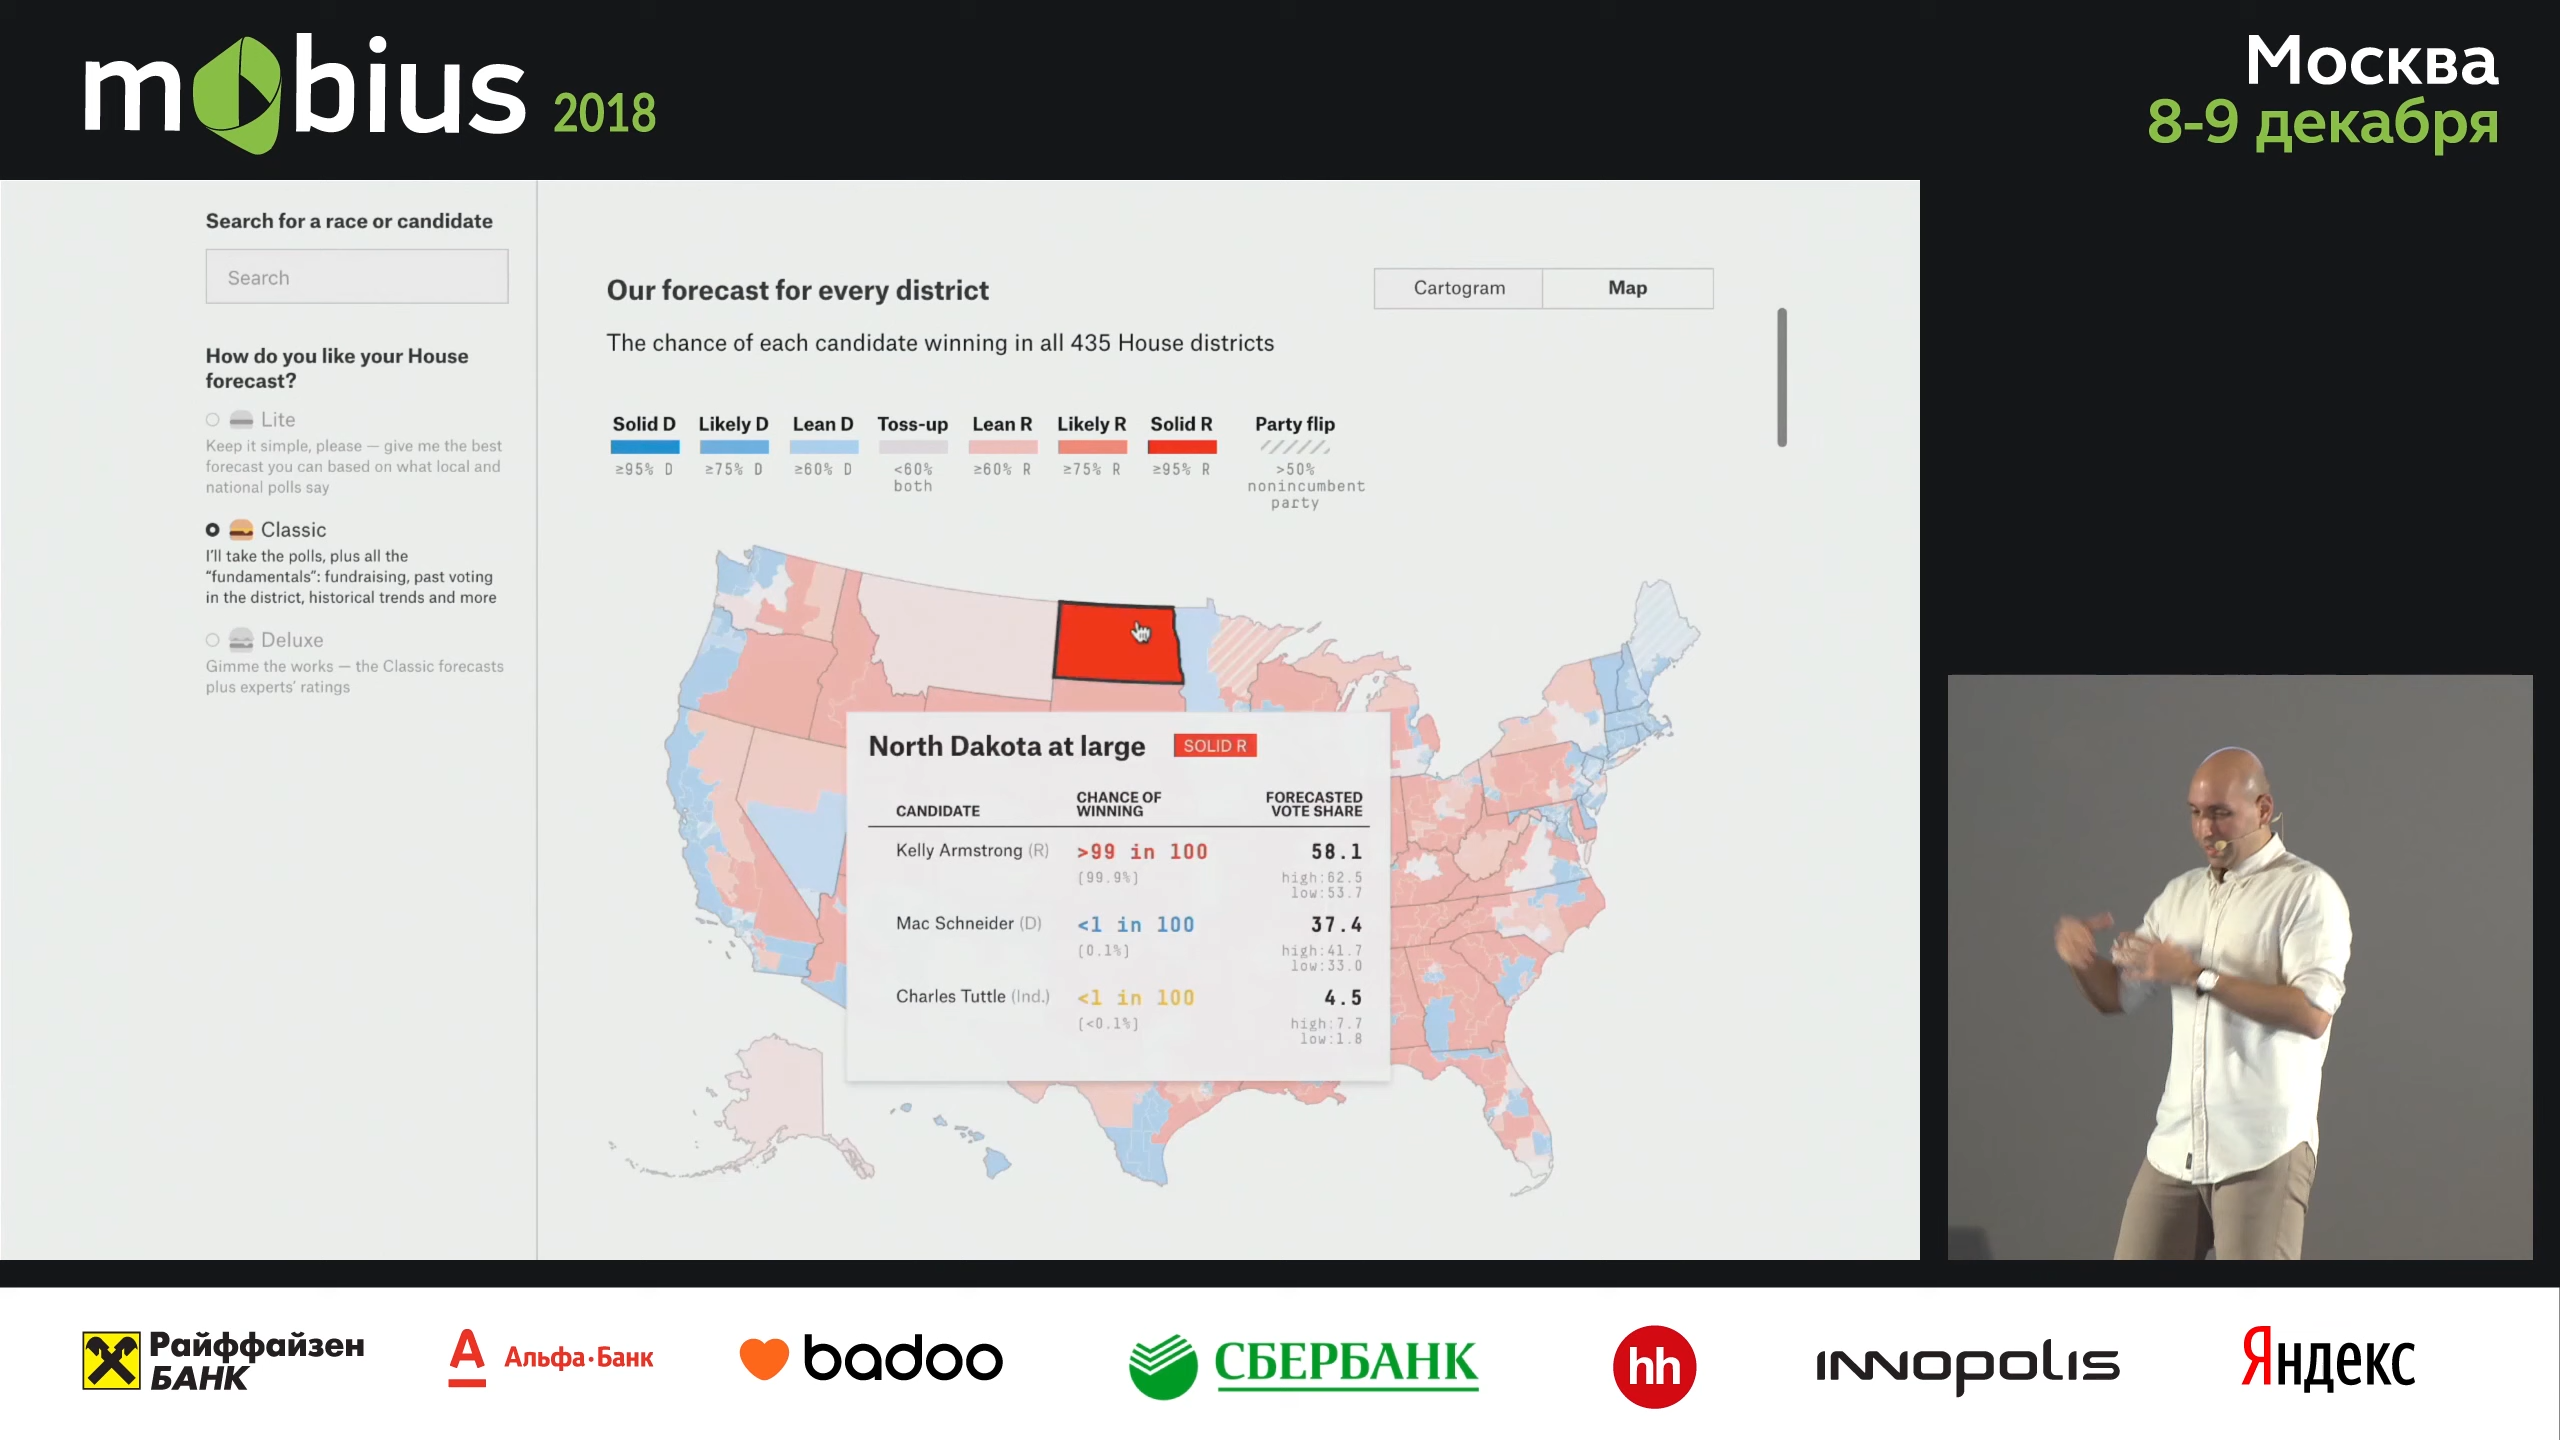 mobius 2018
Москва
8-9 декабря
Search for a race or candidate
Search
How do you like your House
forecast?
Lite
Keep it simple, please — give me the best
forecast you can based on what local and
national polls say
Classic
I'll take the polls, plus all the
“fundamentals”: fundraising, past voting
in the district, historical trends and more
Deluxe
Gimme the works — the Classic forecasts
plus experts’ ratings
Our forecast for every district
Cartogram Map
The chance of each candidate winning in all 435 House districts
Solid D Likely D Lean D Toss-up Lean R Likely R Solid R Party flip
≥95% D ≥75% D ≥60% D <60% ≥60% R ≥75% R ≥95% R >50%
both nonincumbent
party
North Dakota at large SOLID R
CHANCE OF FORECASTED
CANDIDATE WINNING VOTE SHARE
Kelly Armstrong (R) >99 in 100 58.1
(99.9%) high:62.5
low:53.7
Mac Schneider (D) <1 in 100 37.4
(0.1%) high:41.7
low:33.0
Charles Tuttle (Ind.) <1 in 100 4.5
(<0.1%) high:7.7
low:1.8
Райффайзен
БАНК
Альфа·Банк
badoo
СБЕРБАНК
hh
INNOPOLIS
Яндекс